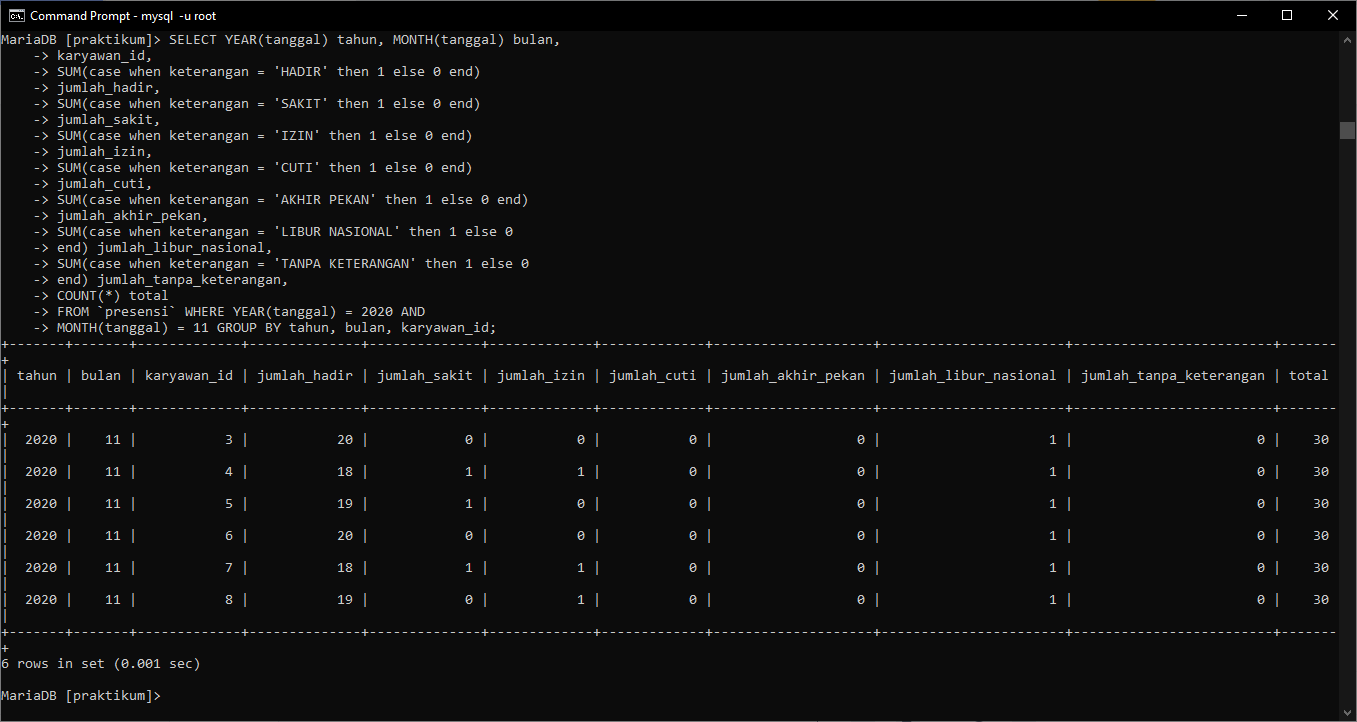 Command Prompt - mysql -u root
MariaDB [praktikum]> SELECT YEAR(tanggal) tahun, MONTH(tanggal) bulan,
    -> karyawan_id,
    -> SUM(case when keterangan = 'HADIR' then 1 else 0 end)
    -> jumlah_hadir,
    -> SUM(case when keterangan = 'SAKIT' then 1 else 0 end)
    -> jumlah_sakit,
    -> SUM(case when keterangan = 'IZIN' then 1 else 0 end)
    -> jumlah_izin,
    -> SUM(case when keterangan = 'CUTI' then 1 else 0 end)
    -> jumlah_cuti,
    -> SUM(case when keterangan = 'AKHIR PEKAN' then 1 else 0 end)
    -> jumlah_akhir_pekan,
    -> SUM(case when keterangan = 'LIBUR NASIONAL' then 1 else 0
    -> end) jumlah_libur_nasional,
    -> SUM(case when keterangan = 'TANPA KETERANGAN' then 1 else 0
    -> end) jumlah_tanpa_keterangan,
    -> COUNT(*) total
    -> FROM `presensi` WHERE YEAR(tanggal) = 2020 AND
    -> MONTH(tanggal) = 11 GROUP BY tahun, bulan, karyawan_id;
+-------+-------+-------------+--------------+--------------+-------------+-------------+--------------------+-----------------------+-------------------------+-------
+
| tahun | bulan | karyawan_id | jumlah_hadir | jumlah_sakit | jumlah_izin | jumlah_cuti | jumlah_akhir_pekan | jumlah_libur_nasional | jumlah_tanpa_keterangan | total
|
+-------+-------+-------------+--------------+--------------+-------------+-------------+--------------------+-----------------------+-------------------------+-------
+
|  2020 |    11 |           3 |           20 |            0 |           0 |           0 |                  0 |                     1 |                       0 |    30
|
|  2020 |    11 |           4 |           18 |            1 |           1 |           0 |                  0 |                     1 |                       0 |    30
|
|  2020 |    11 |           5 |           19 |            1 |           0 |           0 |                  0 |                     1 |                       0 |    30
|
|  2020 |    11 |           6 |           20 |            0 |           0 |           0 |                  0 |                     1 |                       0 |    30
|
|  2020 |    11 |           7 |           18 |            1 |           1 |           0 |                  0 |                     1 |                       0 |    30
|
|  2020 |    11 |           8 |           19 |            0 |           1 |           0 |                  0 |                     1 |                       0 |    30
|
+-------+-------+-------------+--------------+--------------+-------------+-------------+--------------------+-----------------------+-------------------------+-------
+
6 rows in set (0.001 sec)
MariaDB [praktikum]>